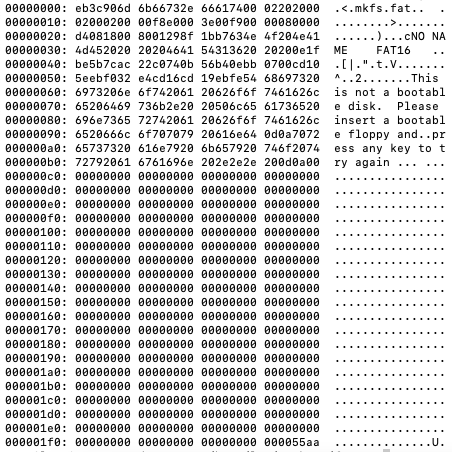 00000000: eb3c906d 6b66732e 66617400 02202000  .<.mkfs.fat..  .
00000010: 02000200 00f8e000 3e00f900 00080000  ........>.......
00000020: d4081800 8001298f 1bb7634e 4f204e41  ......)...cNO NA
00000030: 4d452020 20204641 54313620 20200e1f  ME    FAT16   ..
00000040: be5b7cac 22c0740b 56b40ebb 0700cd10  .[|.".t.V.......
00000050: 5eebf032 e4cd16cd 19ebfe54 68697320  ^..2.......This
00000060: 6973206e 6f742061 20626f6f 7461626c  is not a bootabl
00000070: 65206469 736b2e20 20506c65 61736520  e disk.  Please
00000080: 696e7365 72742061 20626f6f 7461626c  insert a bootabl
00000090: 6520666c 6f707079 20616e64 0d0a7072  e floppy and..pr
000000a0: 65737320 616e7920 6b657920 746f2074  ess any key to t
000000b0: 72792061 6761696e 202e2e2e 200d0a00  ry again ... ...
000000c0: 00000000 00000000 00000000 00000000  ................
000000d0: 00000000 00000000 00000000 00000000  ................
000000e0: 00000000 00000000 00000000 00000000  ................
000000f0: 00000000 00000000 00000000 00000000  ................
00000100: 00000000 00000000 00000000 00000000  ................
00000110: 00000000 00000000 00000000 00000000  ................
00000120: 00000000 00000000 00000000 00000000  ................
00000130: 00000000 00000000 00000000 00000000  ................
00000140: 00000000 00000000 00000000 00000000  ................
00000150: 00000000 00000000 00000000 00000000  ................
00000160: 00000000 00000000 00000000 00000000  ................
00000170: 00000000 00000000 00000000 00000000  ................
00000180: 00000000 00000000 00000000 00000000  ................
00000190: 00000000 00000000 00000000 00000000  ................
000001a0: 00000000 00000000 00000000 00000000  ................
000001b0: 00000000 00000000 00000000 00000000  ................
000001c0: 00000000 00000000 00000000 00000000  ................
000001d0: 00000000 00000000 00000000 00000000  ................
000001e0: 00000000 00000000 00000000 00000000  ................
000001f0: 00000000 00000000 00000000 000055aa  ..............U.